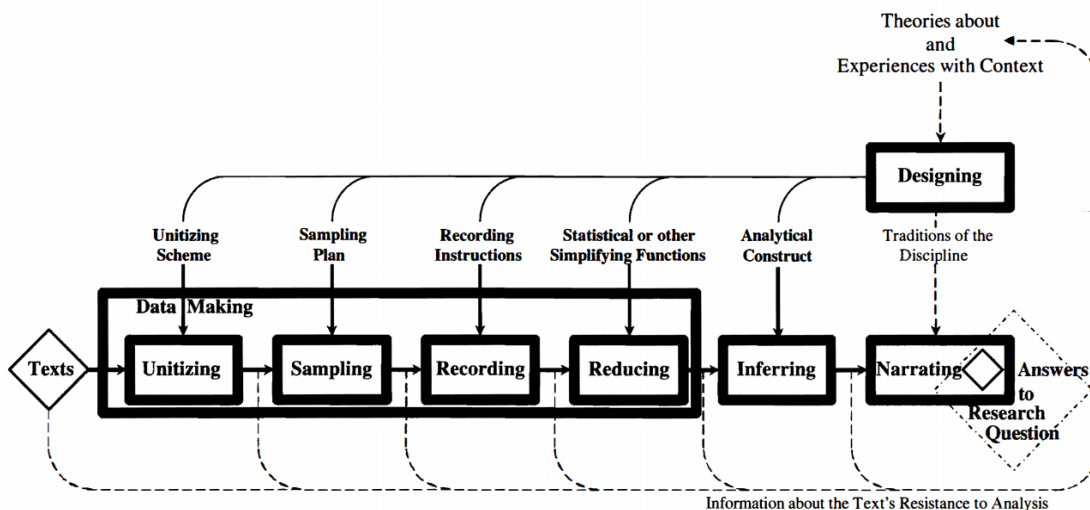 Theories about
and
Experiences with Context
Designing
Unitizing
Scheme
Sampling
Plan
Recording
Instructions
Statistical or other
Simplifying Functions
Analytical
Construct
Traditions of the
Discipline
Data Making
Texts
Unitizing
Sampling
Recording
Reducing
Inferring
Narrating
Answers
to
Research
Question
Information about the Text's Resistance to Analysis